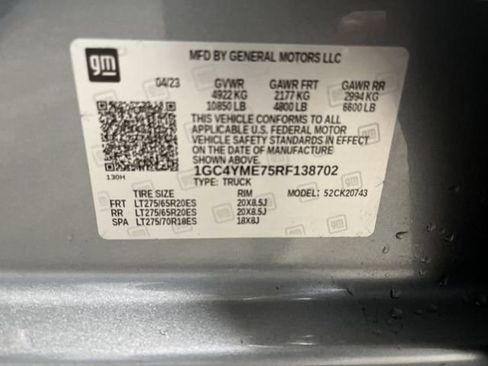 gm
MFD BY GENERAL MOTORS LLC
04/23 GVWR GAWR FRT GAWR RR
4922 KG 2177 KG 2994 KG
10850 LB 4800 LB 6600 LB
THIS VEHICLE CONFORMS TO ALL
APPLICABLE U.S. FEDERAL MOTOR
VEHICLE SAFETY STANDARDS IN EFFECT
ON THE DATE OF MANUFACTURE
SHOWN ABOVE.
130H 1GC4YME75RF138702
TYPE: TRUCK
TIRE SIZE RIM MODEL: 52CK20743
FRT LT275/65R20ES 20X8.5J
RR LT275/65R20ES 20X8.5J
SPA LT275/70R18ES 18X8J